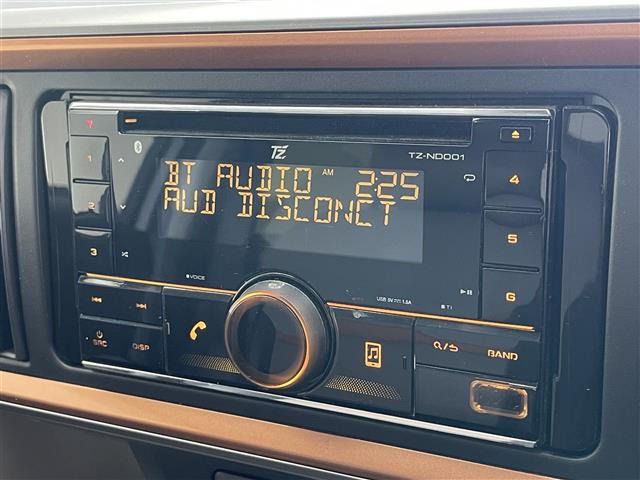 TZ
TZ-ND001
1
2
3
BT AUDIO AM 2:25
AUD DISCONCT
4
5
6
VOICE
USB 5V⎓1.5A
TI
SRC
DISP
BAND